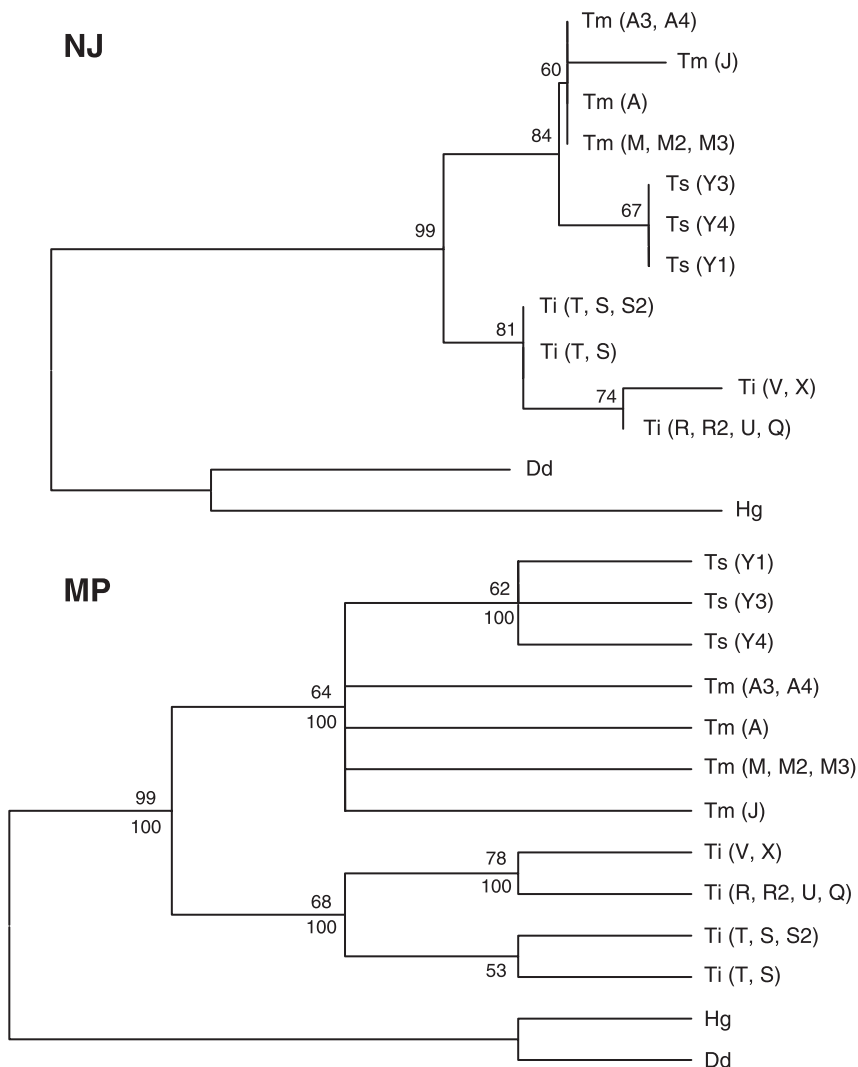 NJ
Tm (A3, A4)
Tm (J)
60
Tm (A)
84
Tm (M, M2, M3)
Ts (Y3)
67
Ts (Y4)
99
Ts (Y1)
Ti (T, S, S2)
81
Ti (T, S)
Ti (V, X)
74
Ti (R, R2, U, Q)
Dd
Hg
MP
Ts (Y1)
62
Ts (Y3)
100
Ts (Y4)
64
Tm (A3, A4)
100
Tm (A)
Tm (M, M2, M3)
99
Tm (J)
100
Ti (V, X)
78
100
Ti (R, R2, U, Q)
68
100
Ti (T, S, S2)
53
Ti (T, S)
Hg
Dd